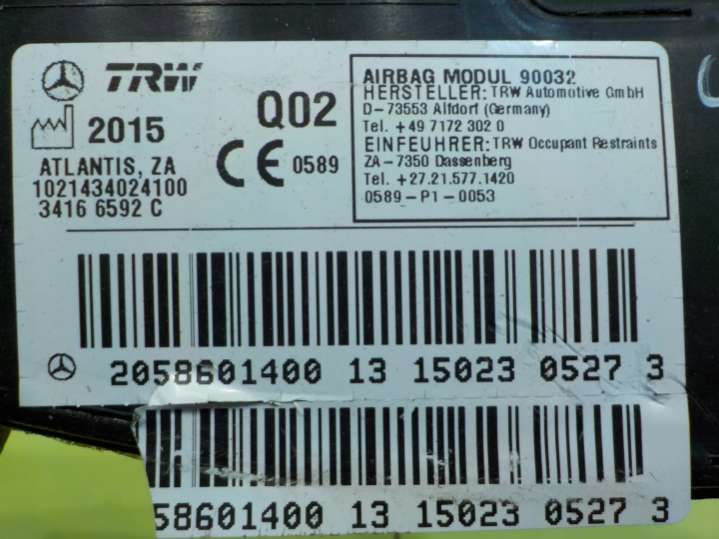 TRW
Q02
2015
CE 0589
ATLANTIS, ZA
1021434024100
3416 6592 C
AIRBAG MODUL 90032
HERSTELLER: TRW Automotive GmbH
D-73553 Alfdorf (Germany)
Tel. +49 7172 302 0
EINFEUHRER: TRW Occupant Restraints
ZA-7350 Dassenberg
Tel. +27.21.577.1420
0589-P1-0053
2058601400 13 15023 0527 3
58601400 13 15023 0527 3